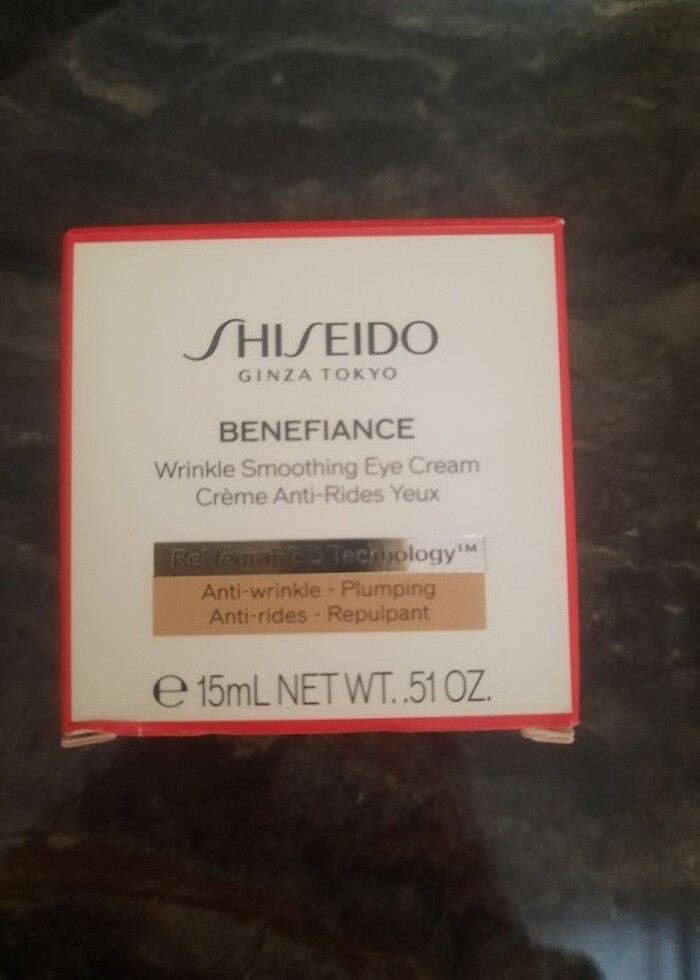 SHISEIDO
GINZA TOKYO
BENEFIANCE
Wrinkle Smoothing Eye Cream
Crème Anti-Rides Yeux
ReNeuraRED Technology™
Anti-wrinkle - Plumping
Anti-rides - Repulpant
℮ 15mL NET WT. .51 OZ.